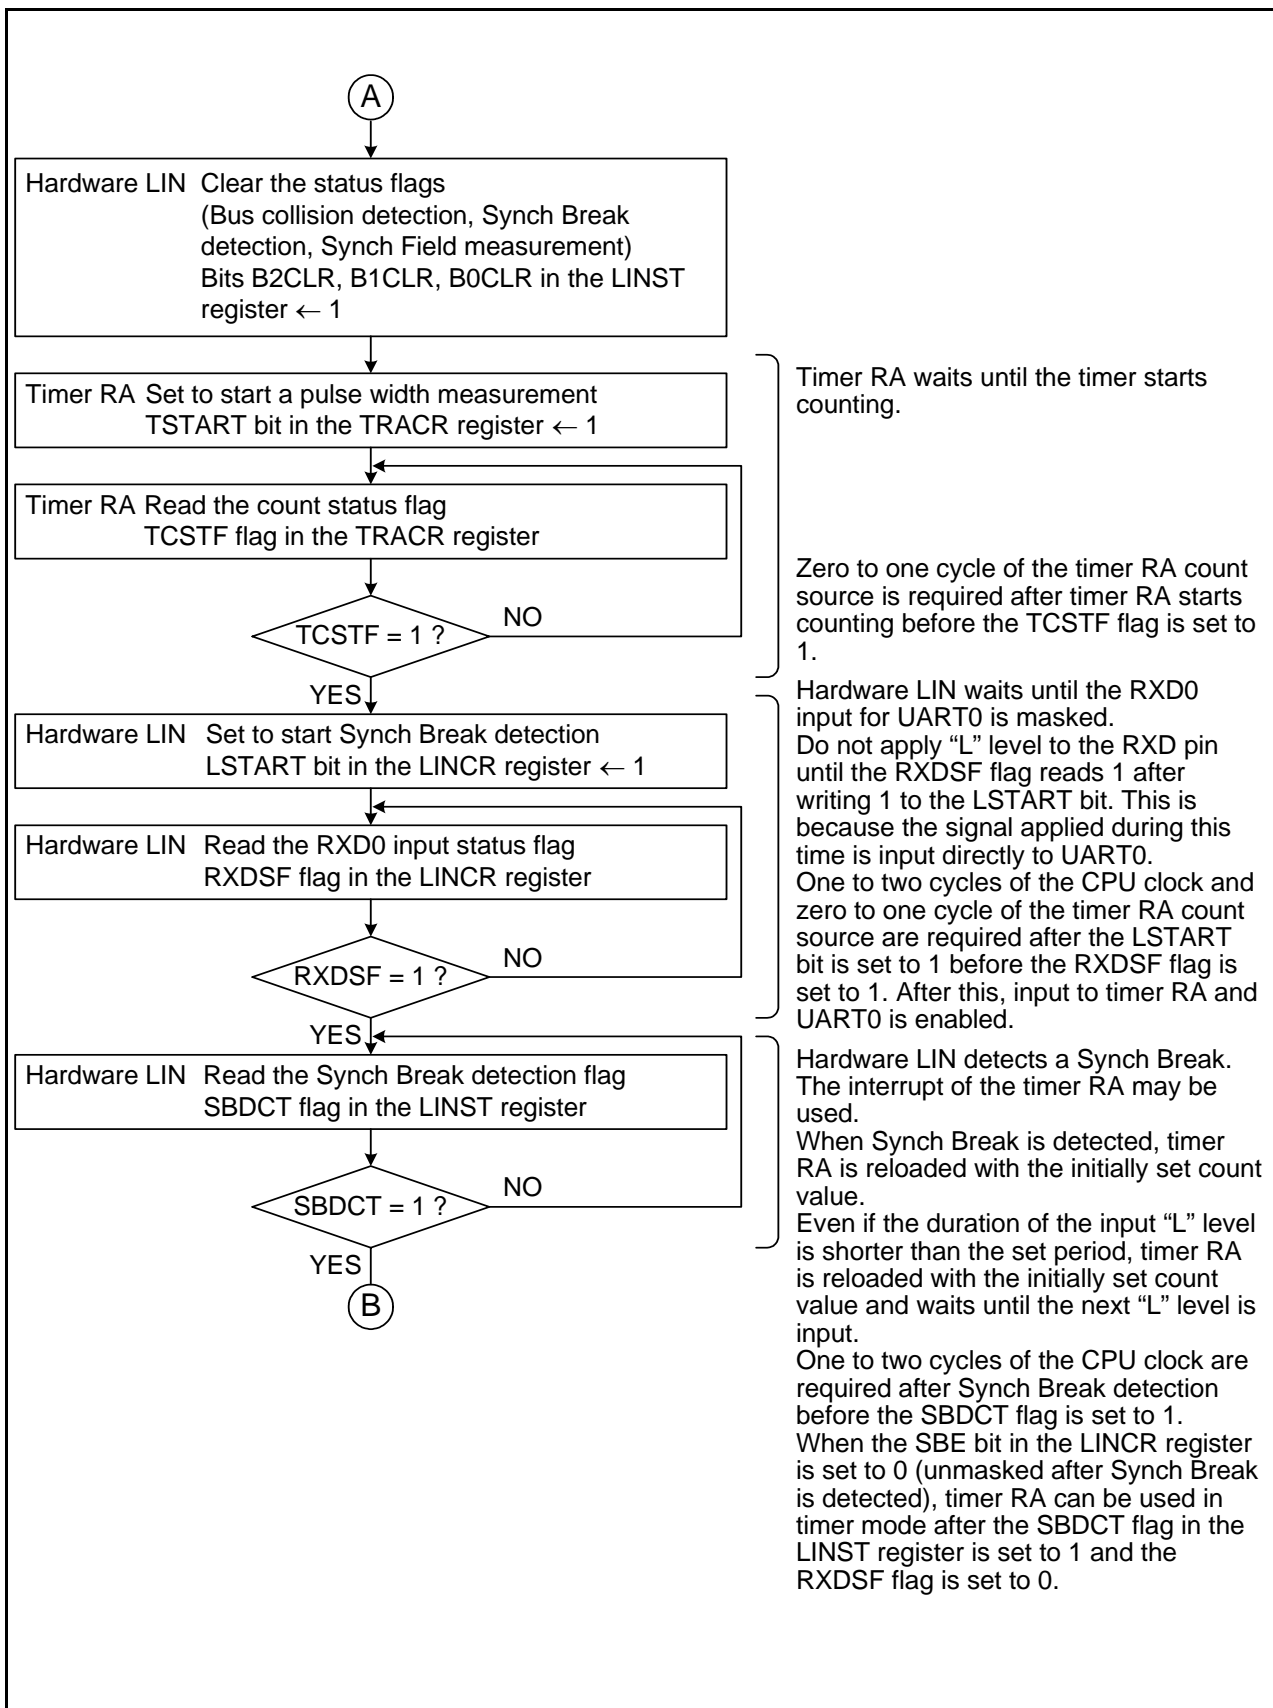 A
Hardware LIN Clear the status flags
(Bus collision detection, Synch Break
detection, Synch Field measurement)
Bits B2CLR, B1CLR, B0CLR in the LINST
register ← 1
Timer RA Set to start a pulse width measurement
TSTART bit in the TRACR register ← 1
Timer RA waits until the timer starts
counting.
Timer RA Read the count status flag
TCSTF flag in the TRACR register
TCSTF = 1 ?
NO
YES
Zero to one cycle of the timer RA count
source is required after timer RA starts
counting before the TCSTF flag is set to
1.
Hardware LIN Set to start Synch Break detection
LSTART bit in the LINCR register ← 1
Hardware LIN Read the RXD0 input status flag
RXDSF flag in the LINCR register
RXDSF = 1 ?
NO
YES
Hardware LIN waits until the RXD0
input for UART0 is masked.
Do not apply “L” level to the RXD pin
until the RXDSF flag reads 1 after
writing 1 to the LSTART bit. This is
because the signal applied during this
time is input directly to UART0.
One to two cycles of the CPU clock and
zero to one cycle of the timer RA count
source are required after the LSTART
bit is set to 1 before the RXDSF flag is
set to 1. After this, input to timer RA and
UART0 is enabled.
Hardware LIN Read the Synch Break detection flag
SBDCT flag in the LINST register
SBDCT = 1 ?
NO
YES
B
Hardware LIN detects a Synch Break.
The interrupt of the timer RA may be
used.
When Synch Break is detected, timer
RA is reloaded with the initially set count
value.
Even if the duration of the input “L” level
is shorter than the set period, timer RA
is reloaded with the initially set count
value and waits until the next “L” level is
input.
One to two cycles of the CPU clock are
required after Synch Break detection
before the SBDCT flag is set to 1.
When the SBE bit in the LINCR register
is set to 0 (unmasked after Synch Break
is detected), timer RA can be used in
timer mode after the SBDCT flag in the
LINST register is set to 1 and the
RXDSF flag is set to 0.